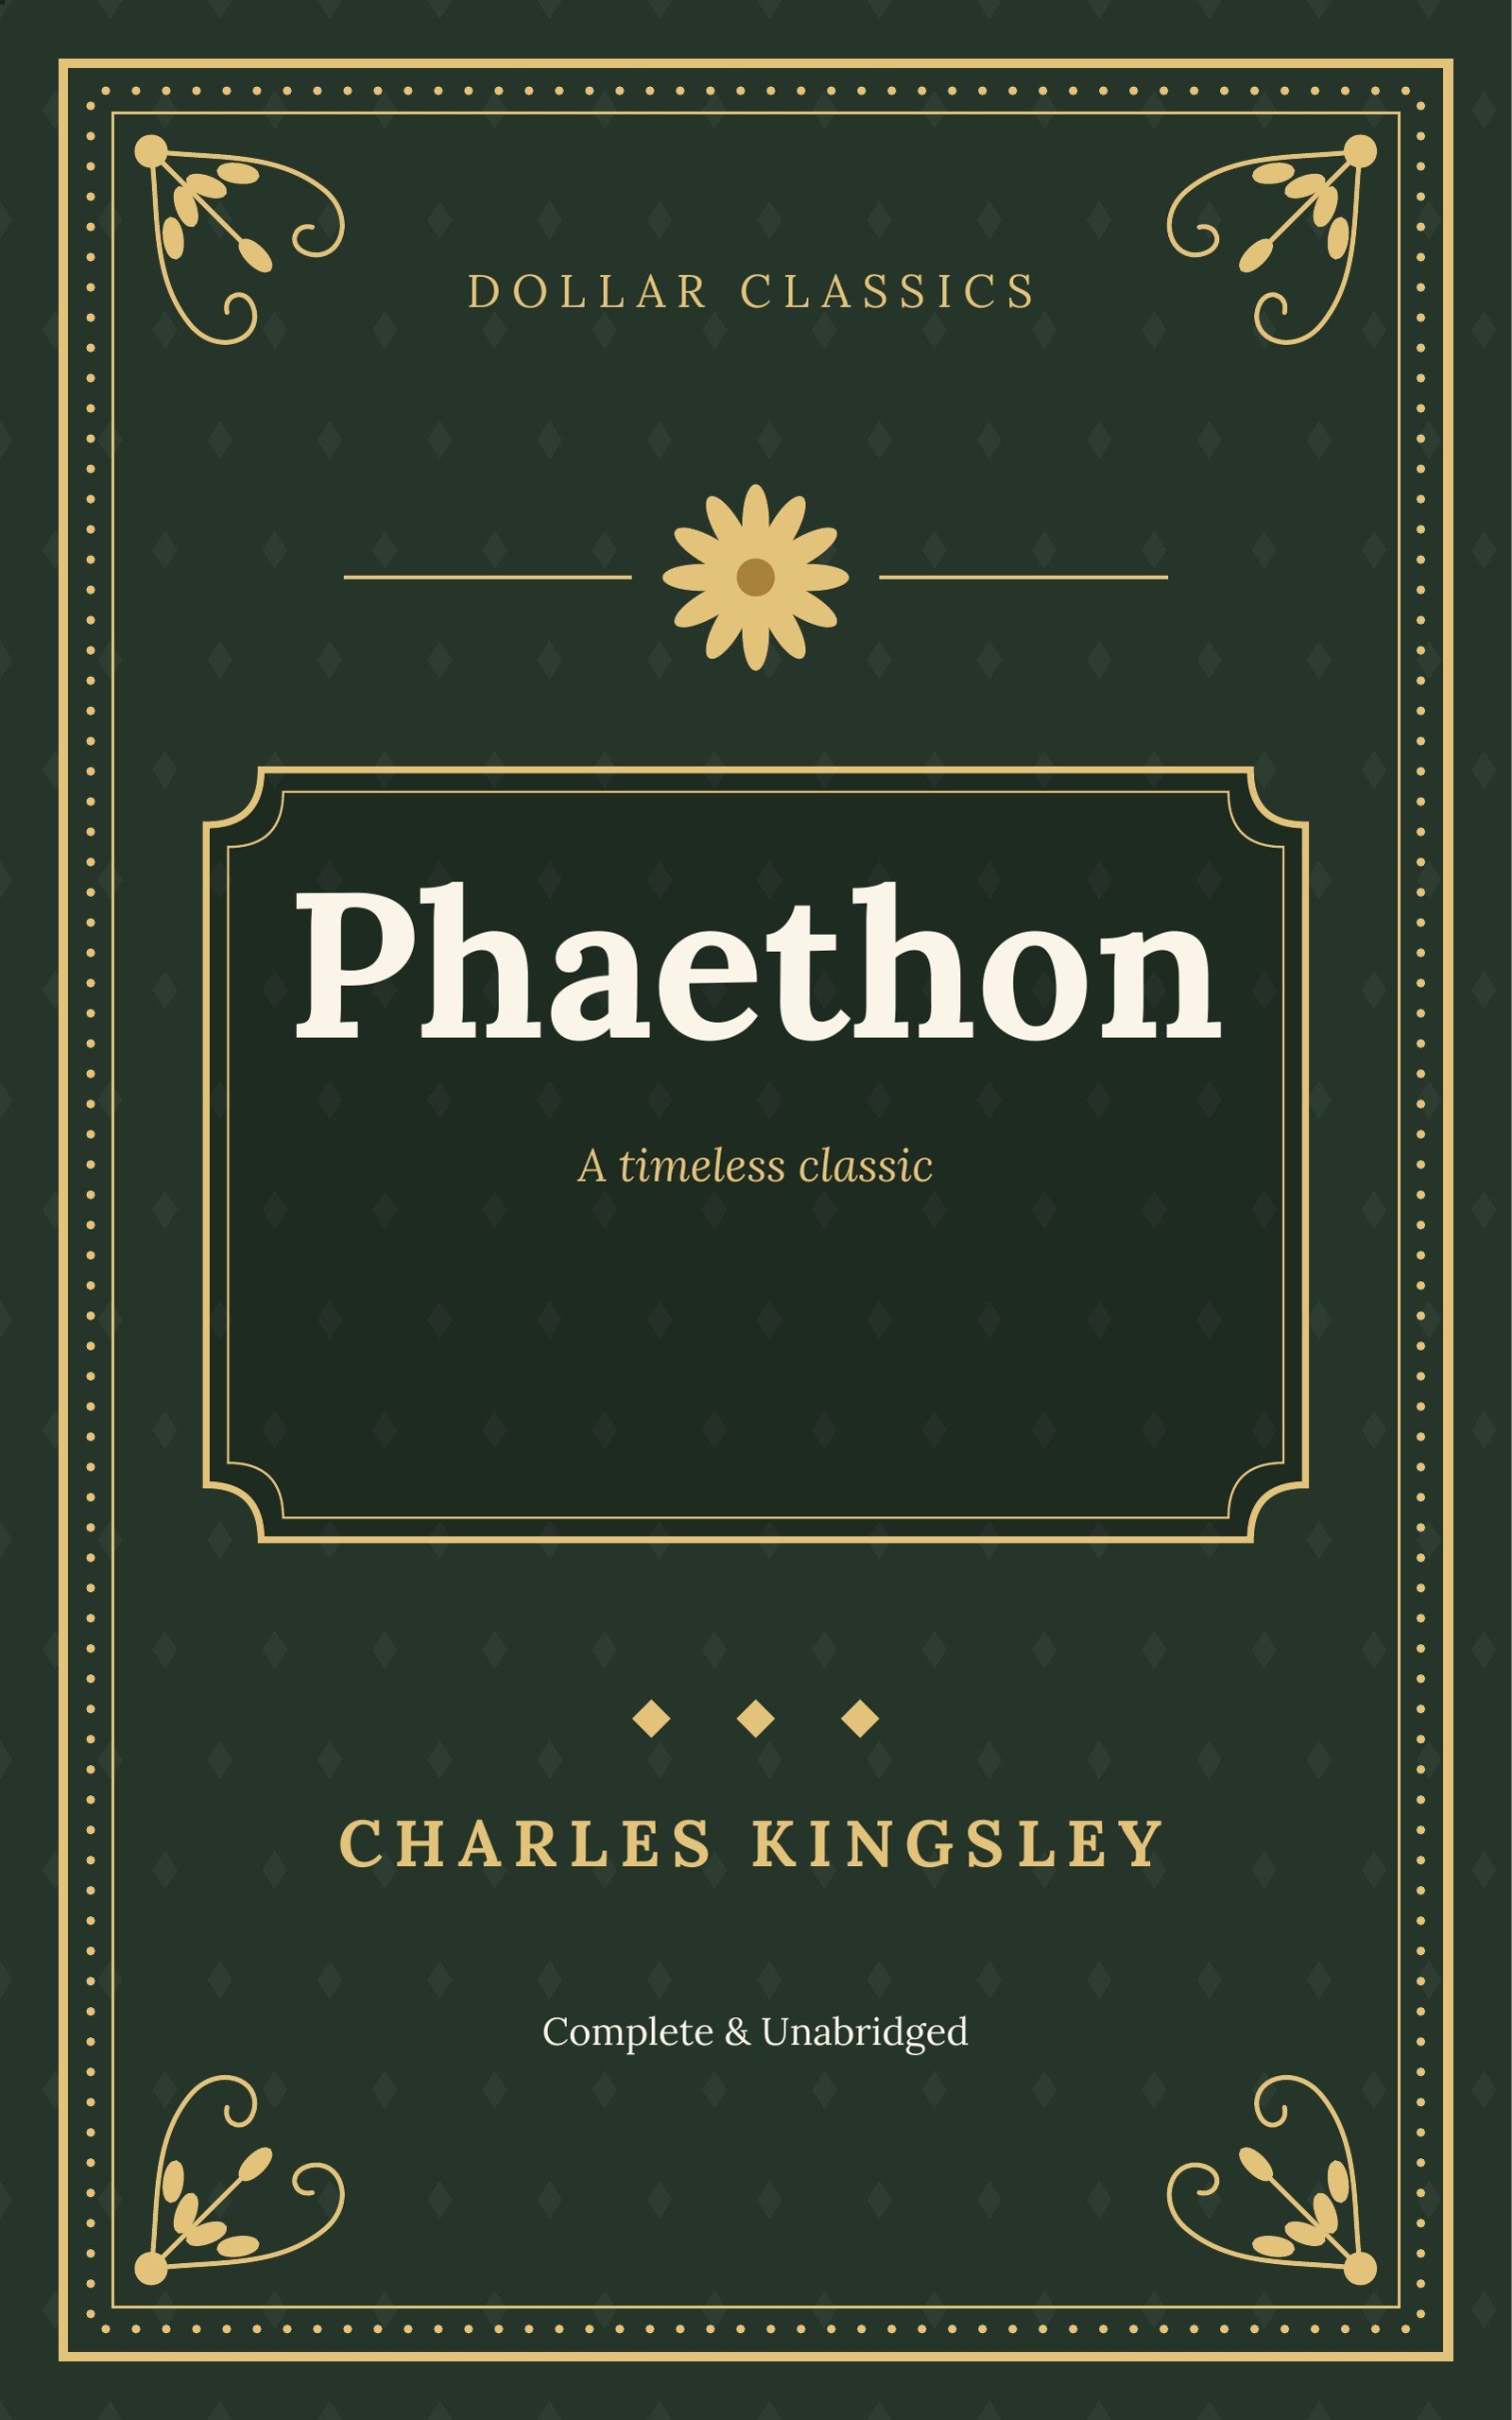 DOLLAR CLASSICS
Phaethon
A timeless classic
CHARLES KINGSLEY
Complete & Unabridged